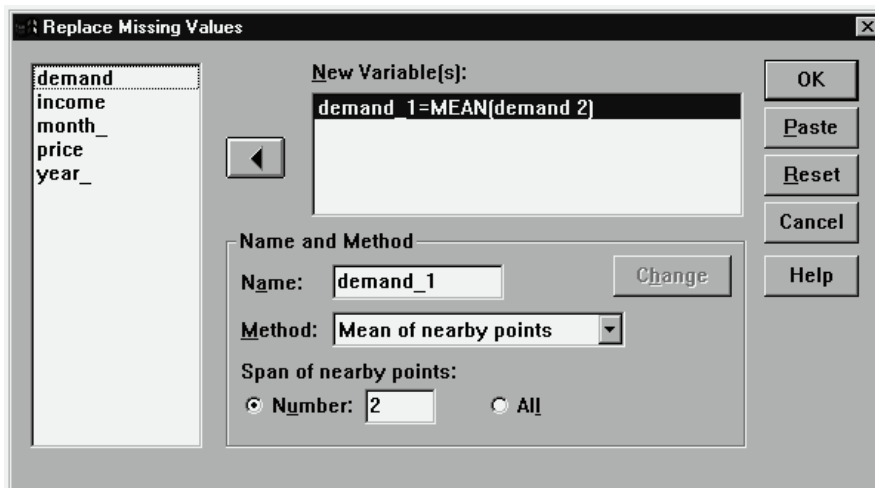 Replace Missing Values
demand
income
month_
price
year_
New Variable(s):
demand_1=MEAN(demand 2)
OK
Paste
Reset
Cancel
Help
Name and Method
Name: demand_1
Change
Method: Mean of nearby points
Span of nearby points:
Number: 2 All